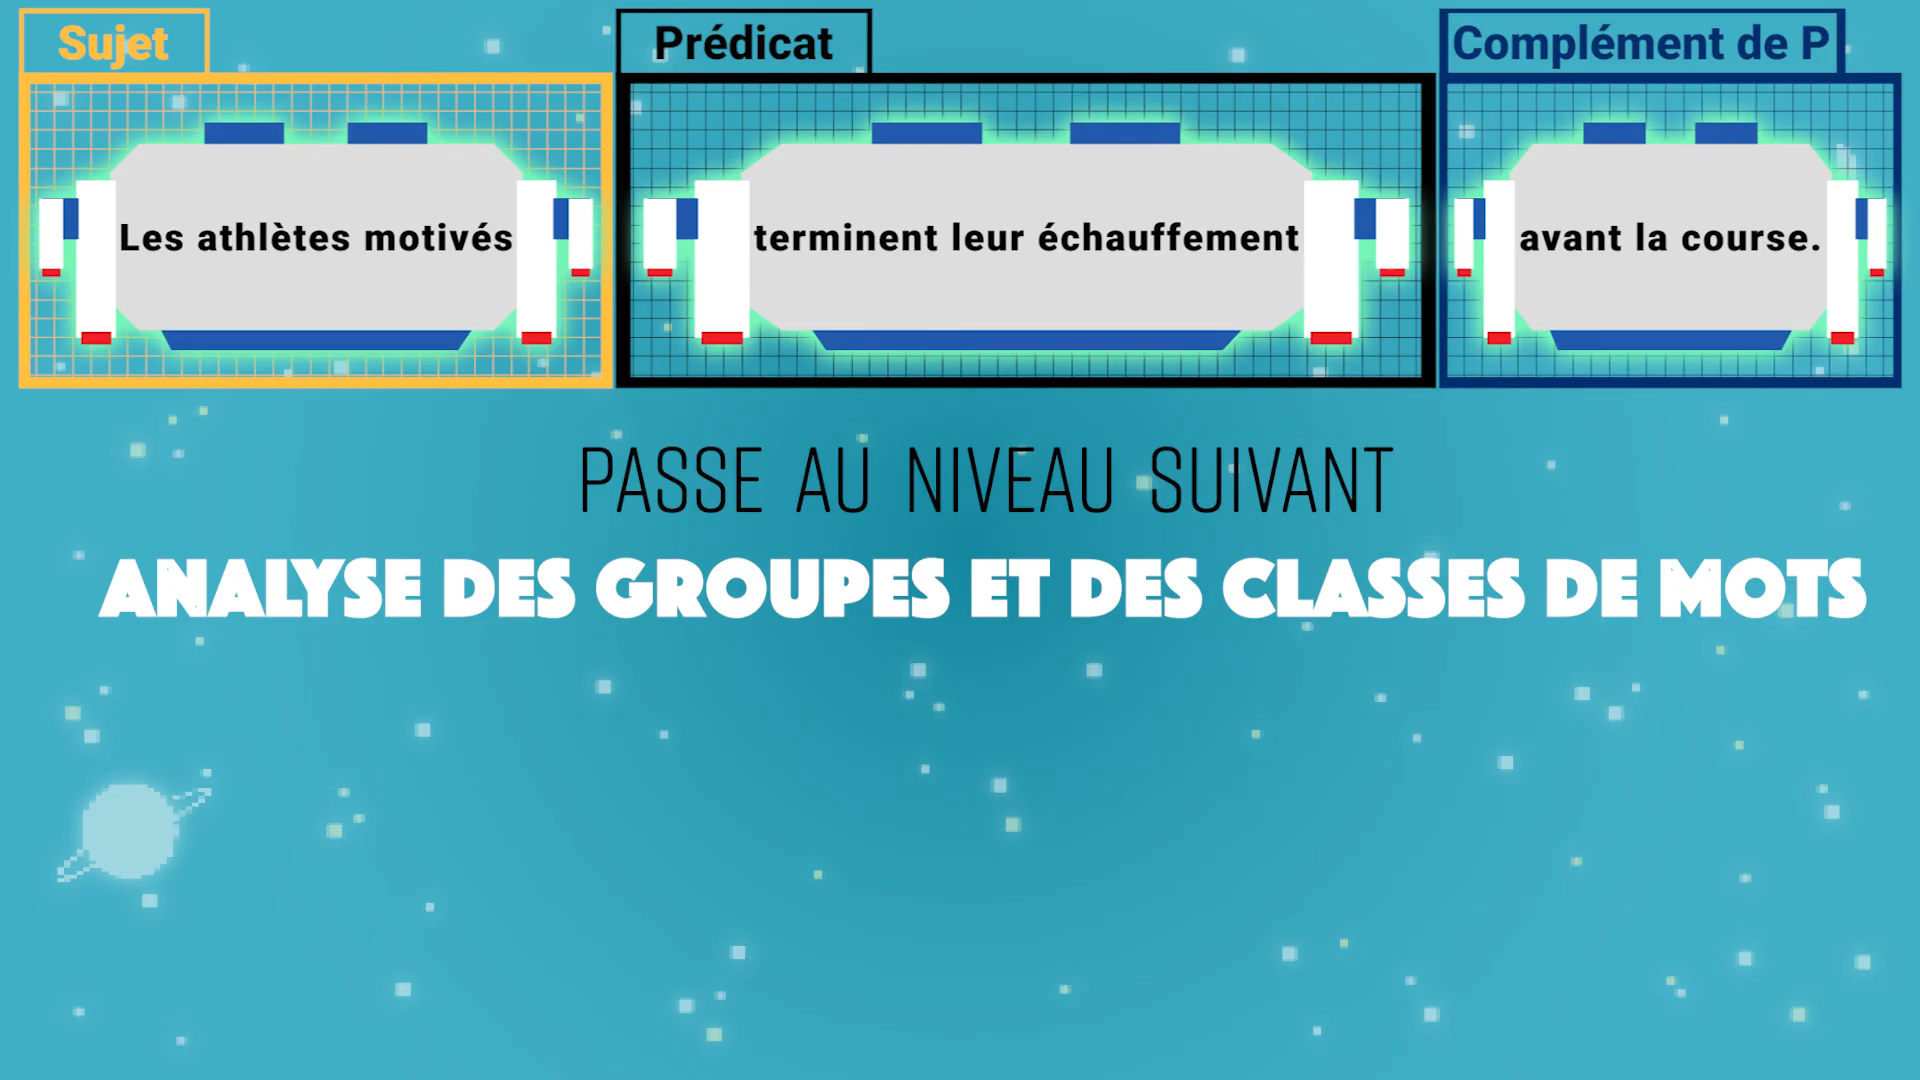 Sujet
Prédicat
Complément de P
Les athlètes motivés
terminent leur échauffement
avant la course.
PASSE AU NIVEAU SUIVANT
ANALYSE DES GROUPES ET DES CLASSES DE MOTS